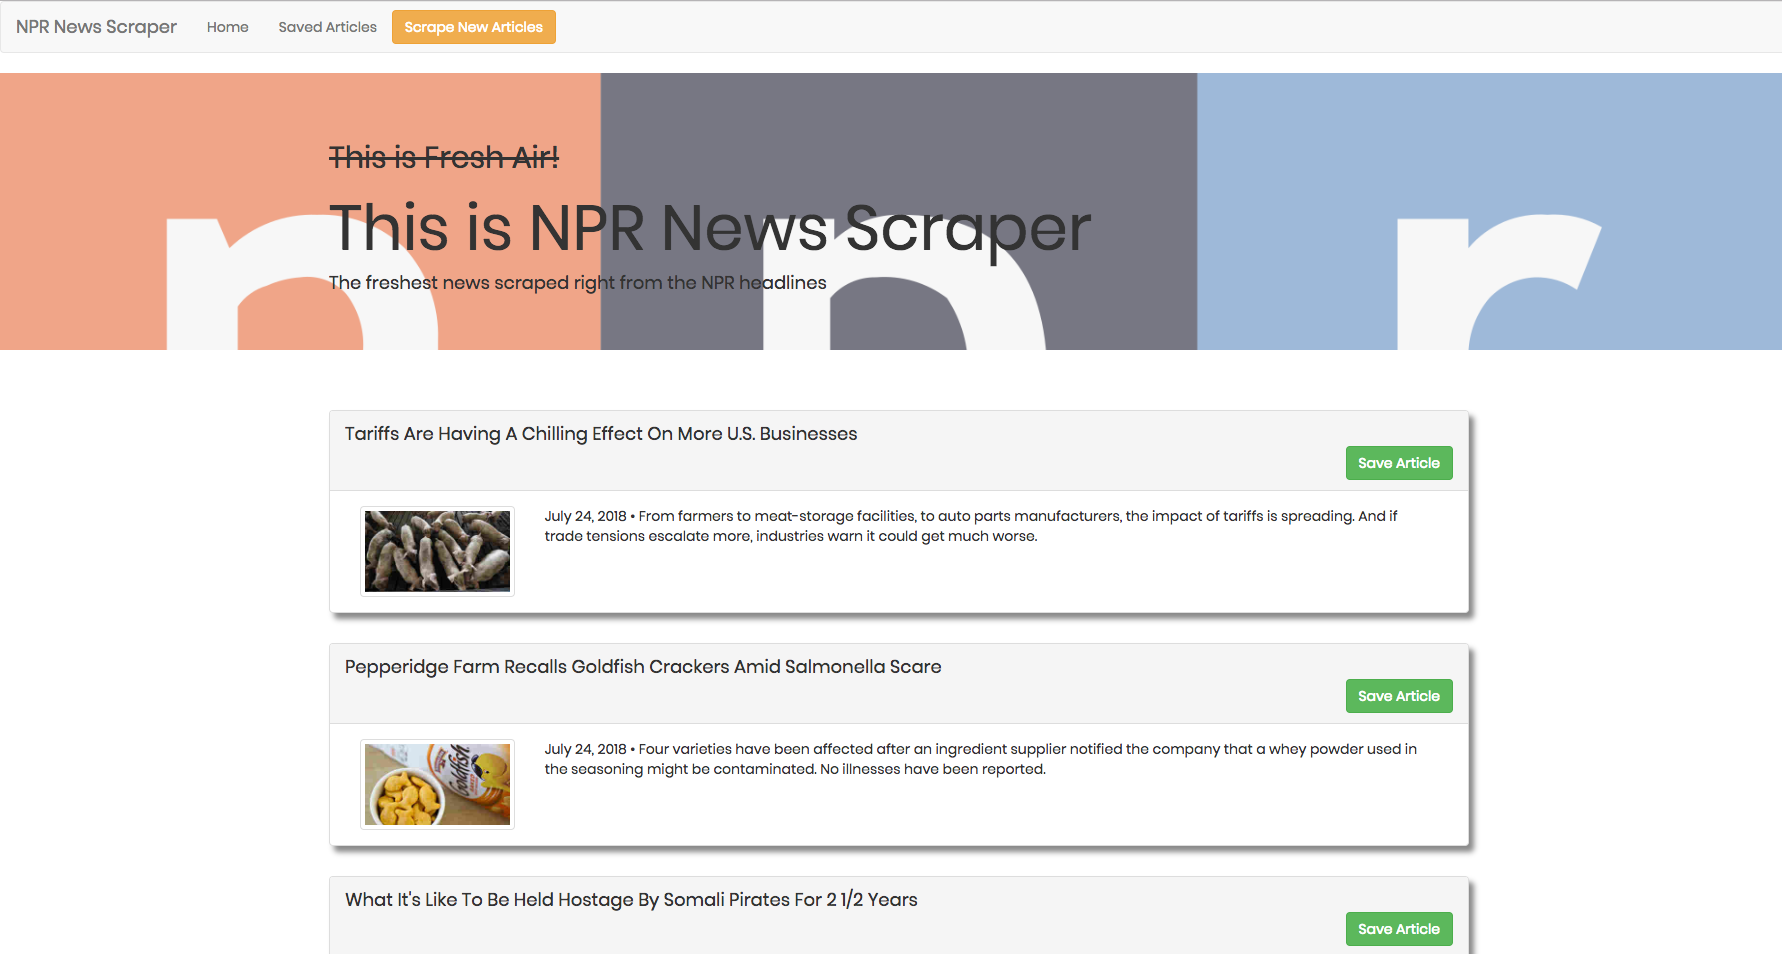 NPR News Scraper Home Saved Articles Scrape New Articles
This is Fresh Air!
This is NPR News Scraper
The freshest news scraped right from the NPR headlines
n p r
Tariffs Are Having A Chilling Effect On More U.S. Businesses
Save Article
July 24, 2018 • From farmers to meat-storage facilities, to auto parts manufacturers, the impact of tariffs is spreading. And if
trade tensions escalate more, industries warn it could get much worse.
Pepperidge Farm Recalls Goldfish Crackers Amid Salmonella Scare
Save Article
Goldfish
July 24, 2018 • Four varieties have been affected after an ingredient supplier notified the company that a whey powder used in
the seasoning might be contaminated. No illnesses have been reported.
What It's Like To Be Held Hostage By Somali Pirates For 2 1/2 Years
Save Article